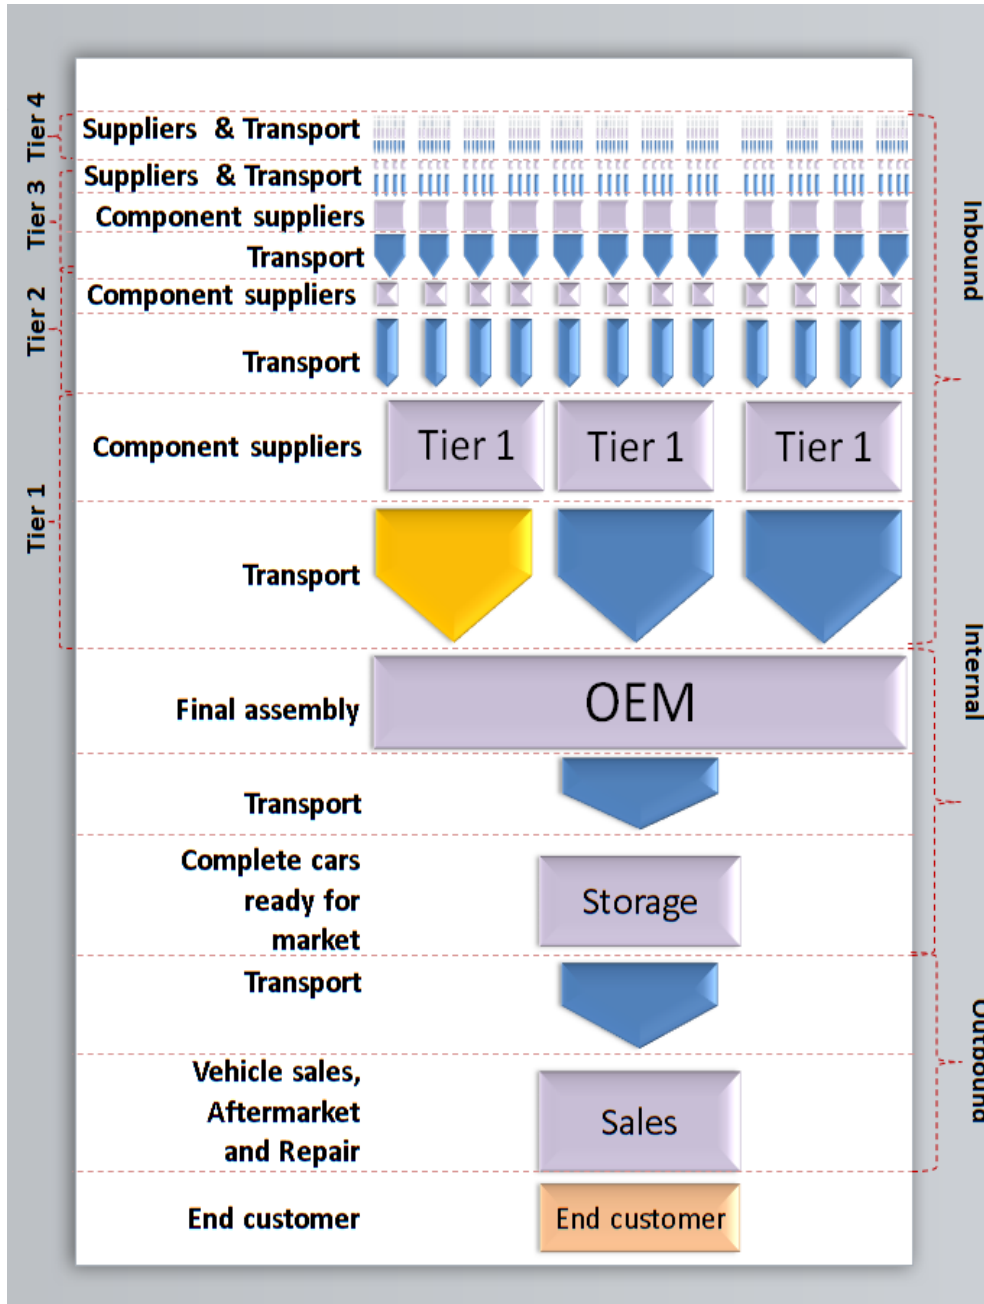 Tier 4
Suppliers & Transport
Suppliers & Transport
Tier 3
Component suppliers
Transport
Inbound
Tier 2
Component suppliers
Transport
Tier 1
Component suppliers
Tier 1
Tier 1
Tier 1
Transport
Internal
Final assembly
OEM
Transport
Complete cars
ready for
market
Storage
Transport
Outbound
Vehicle sales,
Aftermarket
and Repair
Sales
End customer
End customer